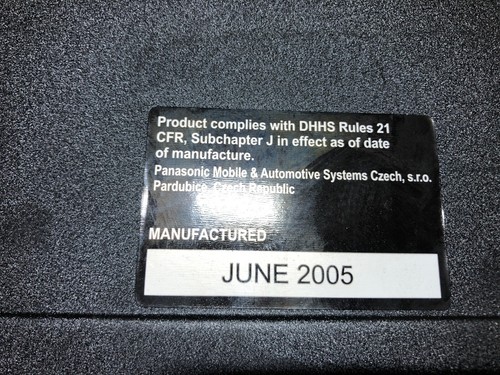 Product complies with DHHS Rules 21
CFR, Subchapter J in effect as of date
of manufacture.
Panasonic Mobile & Automotive Systems Czech, s.r.o.
Pardubice, Czech Republic
MANUFACTURED
JUNE 2005